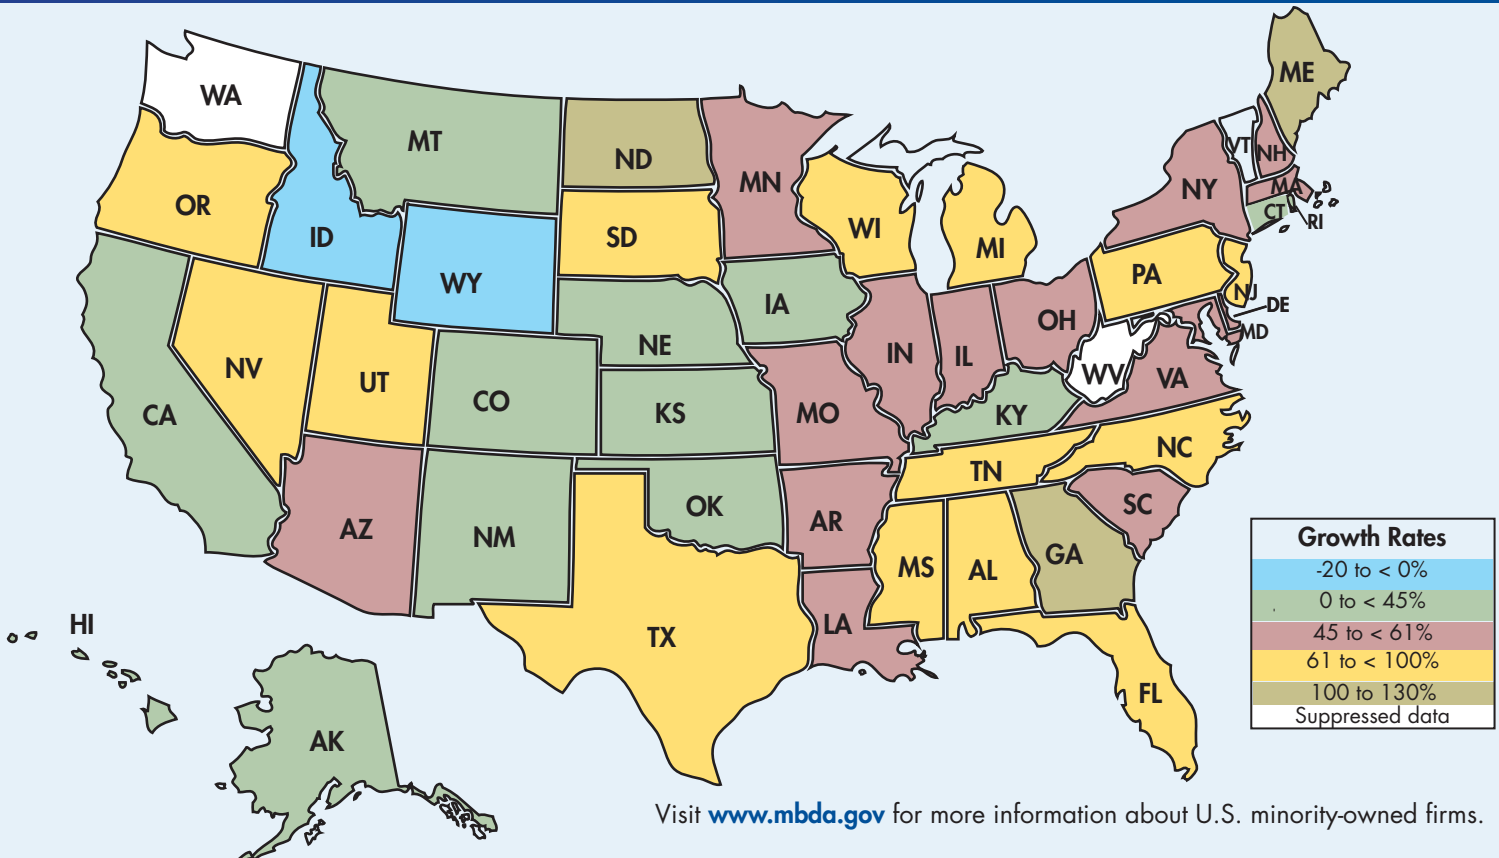 ME
WA
MT
ND
VT
NH
MN
NY
MA
OR
CT
RI
ID
SD
WI
MI
WY
PA
NJ
IA
DE
OH
MD
NE
IN
IL
NV
UT
WV
VA
CO
CA
KS
MO
KY
NC
TN
OK
SC
AZ
NM
AR
GA
MS
AL
Growth Rates
-20 to < 0%
0 to < 45%
45 to < 61%
61 to < 100%
100 to 130%
Suppressed data
HI
TX
LA
FL
AK
Visit www.mbda.gov for more information about U.S. minority-owned firms.